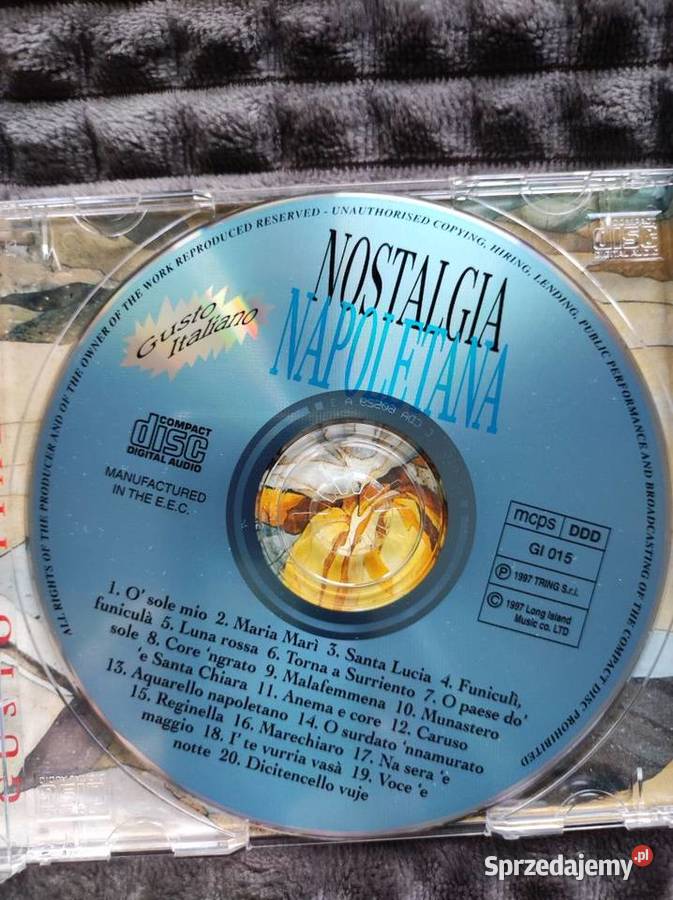 ALL RIGHTS OF THE PRODUCER AND OF THE OWNER OF THE WORK REPRODUCED RESERVED - UNAUTHORISED COPYING, HIRING, LENDING, PUBLIC PERFORMANCE AND BROADCASTING OF THE COMPACT DISC PROHIBITED
NOSTALGIA
NAPOLETANA
Gusto
Italiano
COMPACT
disc
DIGITAL AUDIO
MANUFACTURED
IN THE E.E.C.
mcps DDD
GI 015
Ⓟ 1997 TRING S.r.l.
© 1997 Long Island
Music co. LTD
1. O' sole mio 2. Maria Marì 3. Santa Lucia 4. Funiculì,
funiculà 5. Luna rossa 6. Torna a Surriento 7. O paese do'
sole 8. Core 'ngrato 9. Malafemmena 10. Munastero
'e Santa Chiara 11. Anema e core 12. Caruso
13. Aquarello napoletano 14. O surdato 'nnamurato
15. Reginella 16. Marechiaro 17. Na sera 'e
maggio 18. I' te vurria vasà 19. Voce 'e
notte 20. Dicitencello vuje
GUSTO
Sprzedajemy.pl